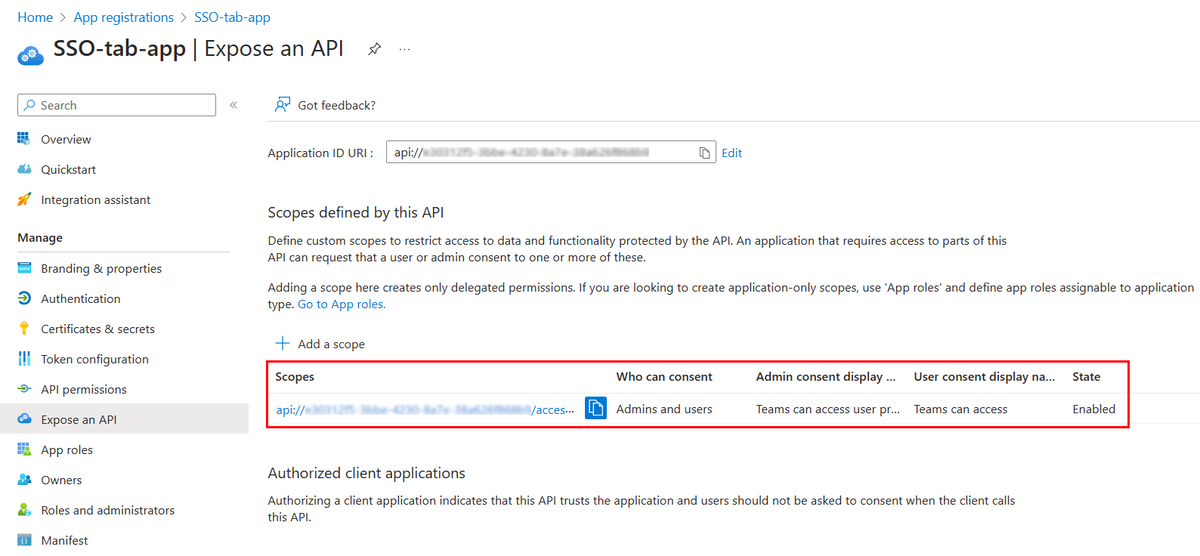 Home > App registrations > SSO-tab-app
SSO-tab-app | Expose an API ...
Search «
Overview
Quickstart
Integration assistant
Manage
Branding & properties
Authentication
Certificates & secrets
Token configuration
API permissions
Expose an API
App roles
Owners
Roles and administrators
Manifest
Got feedback?
Application ID URI : api:// Edit
Scopes defined by this API
Define custom scopes to restrict access to data and functionality protected by the API. An application that requires access to parts of this
API can request that a user or admin consent to one or more of these.
Adding a scope here creates only delegated permissions. If you are looking to create application-only scopes, use 'App roles' and define app roles assignable to application
type. Go to App roles.
Add a scope
Scopes Who can consent Admin consent display ... User consent display na... State
api:// /acces... Admins and users Teams can access user pr... Teams can access Enabled
Authorized client applications
Authorizing a client application indicates that this API trusts the application and users should not be asked to consent when the client calls
this API.